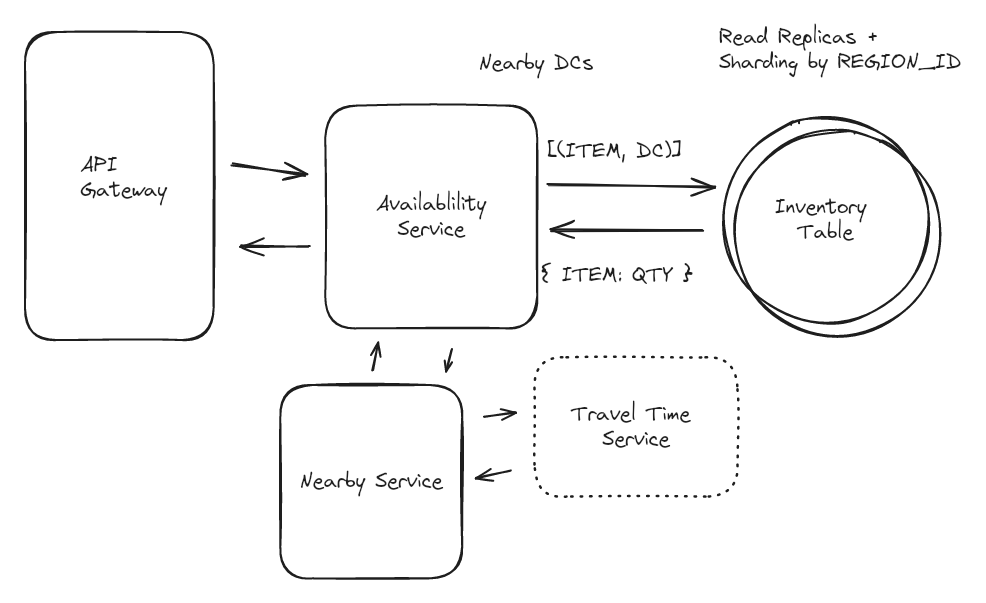 Read Replicas +
Sharding by REGION_ID
Nearby DCs
API
Gateway
[(ITEM, DC)]
Availablility
Service
Inventory
Table
{ ITEM: QTY }
Travel Time
Service
Nearby Service